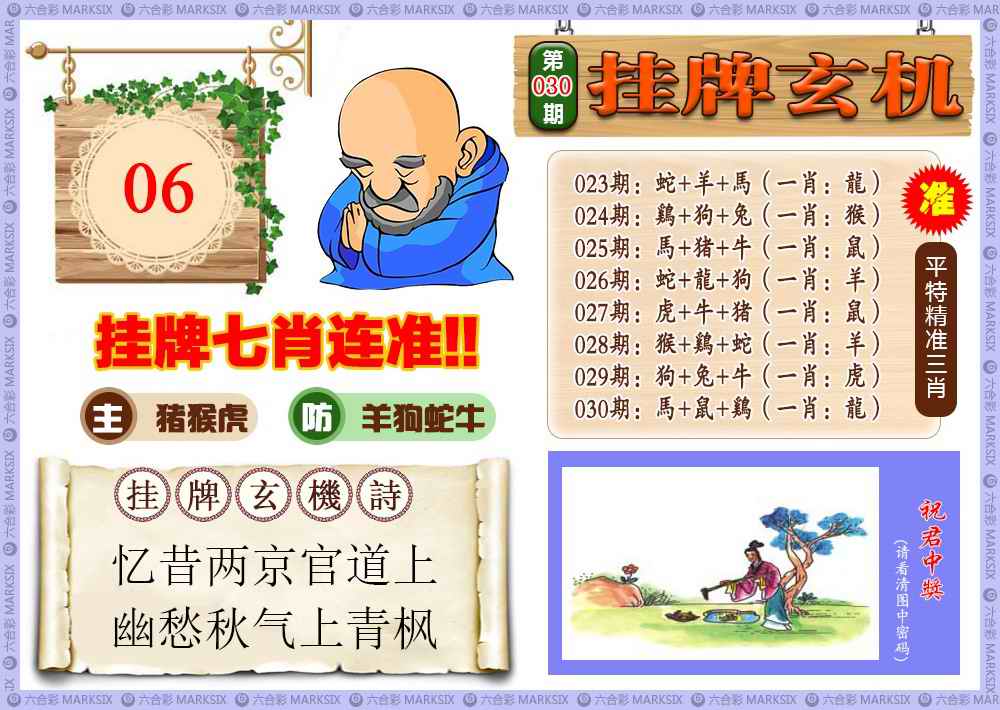 六合彩 MARKSIX
第030期
挂牌玄机
06
挂牌七肖连准!!
主 猪猴虎
防 羊狗蛇牛
挂牌玄機詩
忆昔两京官道上
幽愁秋气上青枫
023期：蛇+羊+馬（一肖：龍）
024期：鷄+狗+兔（一肖：猴）
025期：馬+猪+牛（一肖：鼠）
026期：蛇+龍+狗（一肖：羊）
027期：虎+牛+猪（一肖：鼠）
028期：猴+鷄+蛇（一肖：羊）
029期：狗+兔+牛（一肖：虎）
030期：馬+鼠+鷄（一肖：龍）
准
平特精准三肖
祝君中獎
(请看清图中密码)